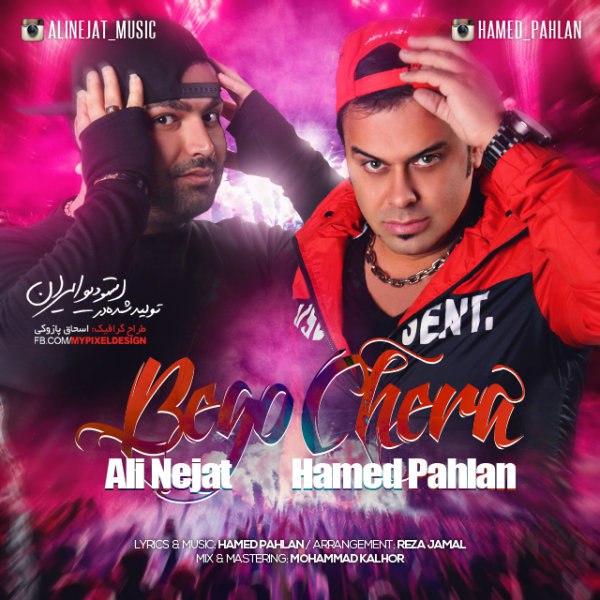 ALINEJAT_MUSIC
HAMED_PAHLAN
SENT.
استودیو ایران
تولید شده در
طراح گرافیک: اسحاق پازوکی
FB.COM/MYPIXELDESIGN
Bego Chera
Ali Nejat
Hamed Pahlan
LYRICS & MUSIC: HAMED PAHLAN / ARRANGEMENT: REZA JAMAL
MIX & MASTERING: MOHAMMAD KALHOR